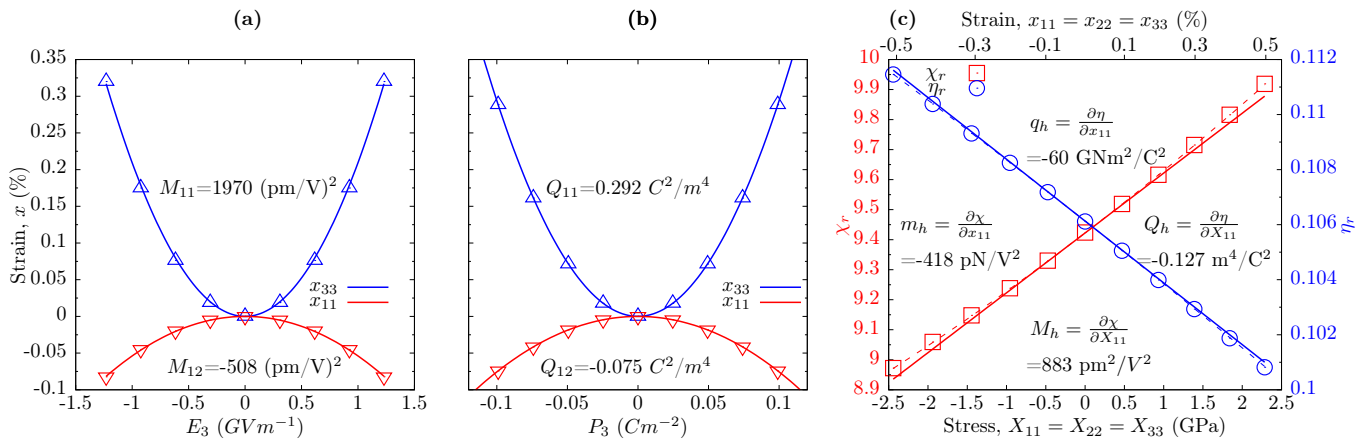 (a)
Strain, x (%)
0.35
0.3
0.25
0.2
0.15
0.1
0.05
0
-0.05
-0.1
M₁₁=1970 (pm/V)²
x₃₃
x₁₁
M₁₂=-508 (pm/V)²
-1.5 -1 -0.5 0 0.5 1 1.5
E₃ (GVm⁻¹)
(b)
Q₁₁=0.292 C²/m⁴
x₃₃
x₁₁
Q₁₂=-0.075 C²/m⁴
-0.1 -0.05 0 0.05 0.1
P₃ (Cm⁻²)
(c)
Strain, x₁₁ = x₂₂ = x₃₃ (%)
-0.5 -0.3 -0.1 0 0.1 0.3 0.5
χᵣ
10
9.9
9.8
9.7
9.6
9.5
9.4
9.3
9.2
9.1
9
8.9
χᵣ
ηᵣ
qₕ = ∂η/∂x₁₁
=-60 GNm²/C²
mₕ = ∂χ/∂x₁₁
=-418 pN/V²
Qₕ = ∂η/∂X₁₁
=-0.127 m⁴/C²
Mₕ = ∂χ/∂X₁₁
=883 pm²/V²
0.112
0.11
0.108
0.106
0.104
0.102
0.1
ηᵣ
-2.5 -2 -1.5 -1 -0.5 0 0.5 1 1.5 2 2.5
Stress, X₁₁ = X₂₂ = X₃₃ (GPa)